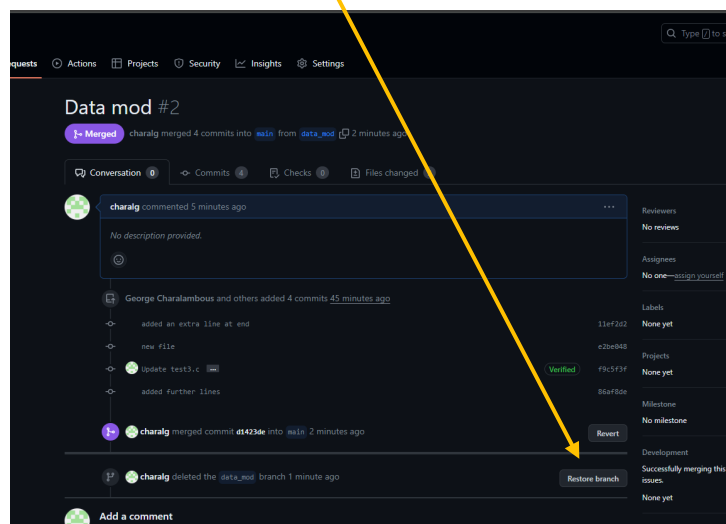 Type / to s
equests Actions Projects Security Insights Settings
Data mod #2
Merged charalg merged 4 commits into main from data_mod 2 minutes ago
Conversation 0 Commits 4 Checks 0 Files changed
charalg commented 5 minutes ago ...
No description provided.
George Charalambous and others added 4 commits 45 minutes ago
added an extra line at end 11ef2d2
new file e2be048
Update test3.c ... Verified f9c5f3f
added further lines 86af8de
charalg merged commit d1423de into main 2 minutes ago Revert
charalg deleted the data_mod branch 1 minute ago Restore branch
Add a comment
Reviewers
No reviews
Assignees
No one—assign yourself
Labels
None yet
Projects
None yet
Milestone
No milestone
Development
Successfully merging this
issues.
None yet